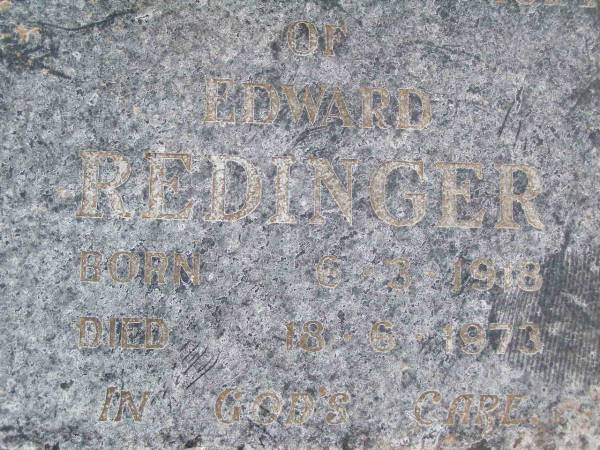 OF
EDWARD
REDINGER
BORN 6·3·1918
DIED 18·6·1973
IN GOD'S CARE.